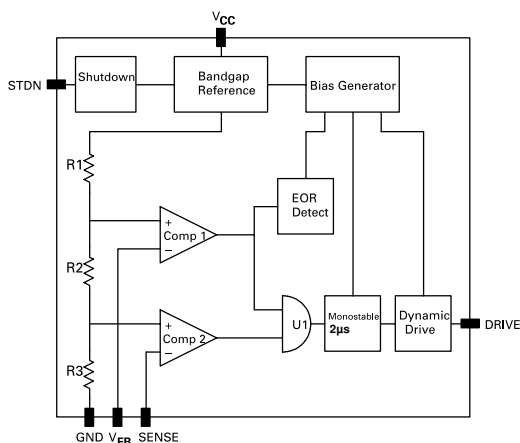 VCC
STDN
Shutdown
Bandgap
Reference
Bias Generator
R1
EOR
Detect
+
Comp 1
−
R2
U1
Monostable
2µs
Dynamic
Drive
DRIVE
+
Comp 2
−
R3
GND
VFB
SENSE